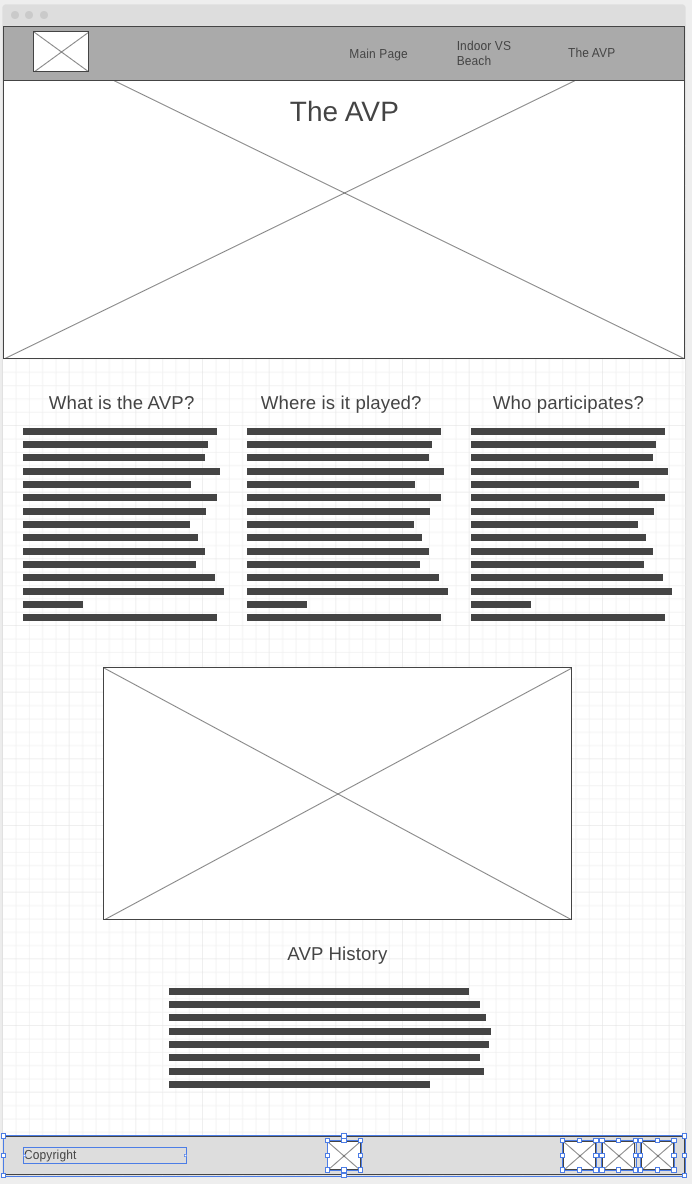 Main Page
Indoor VS
Beach
The AVP
The AVP
What is the AVP?
Where is it played?
Who participates?
AVP History
Copyright